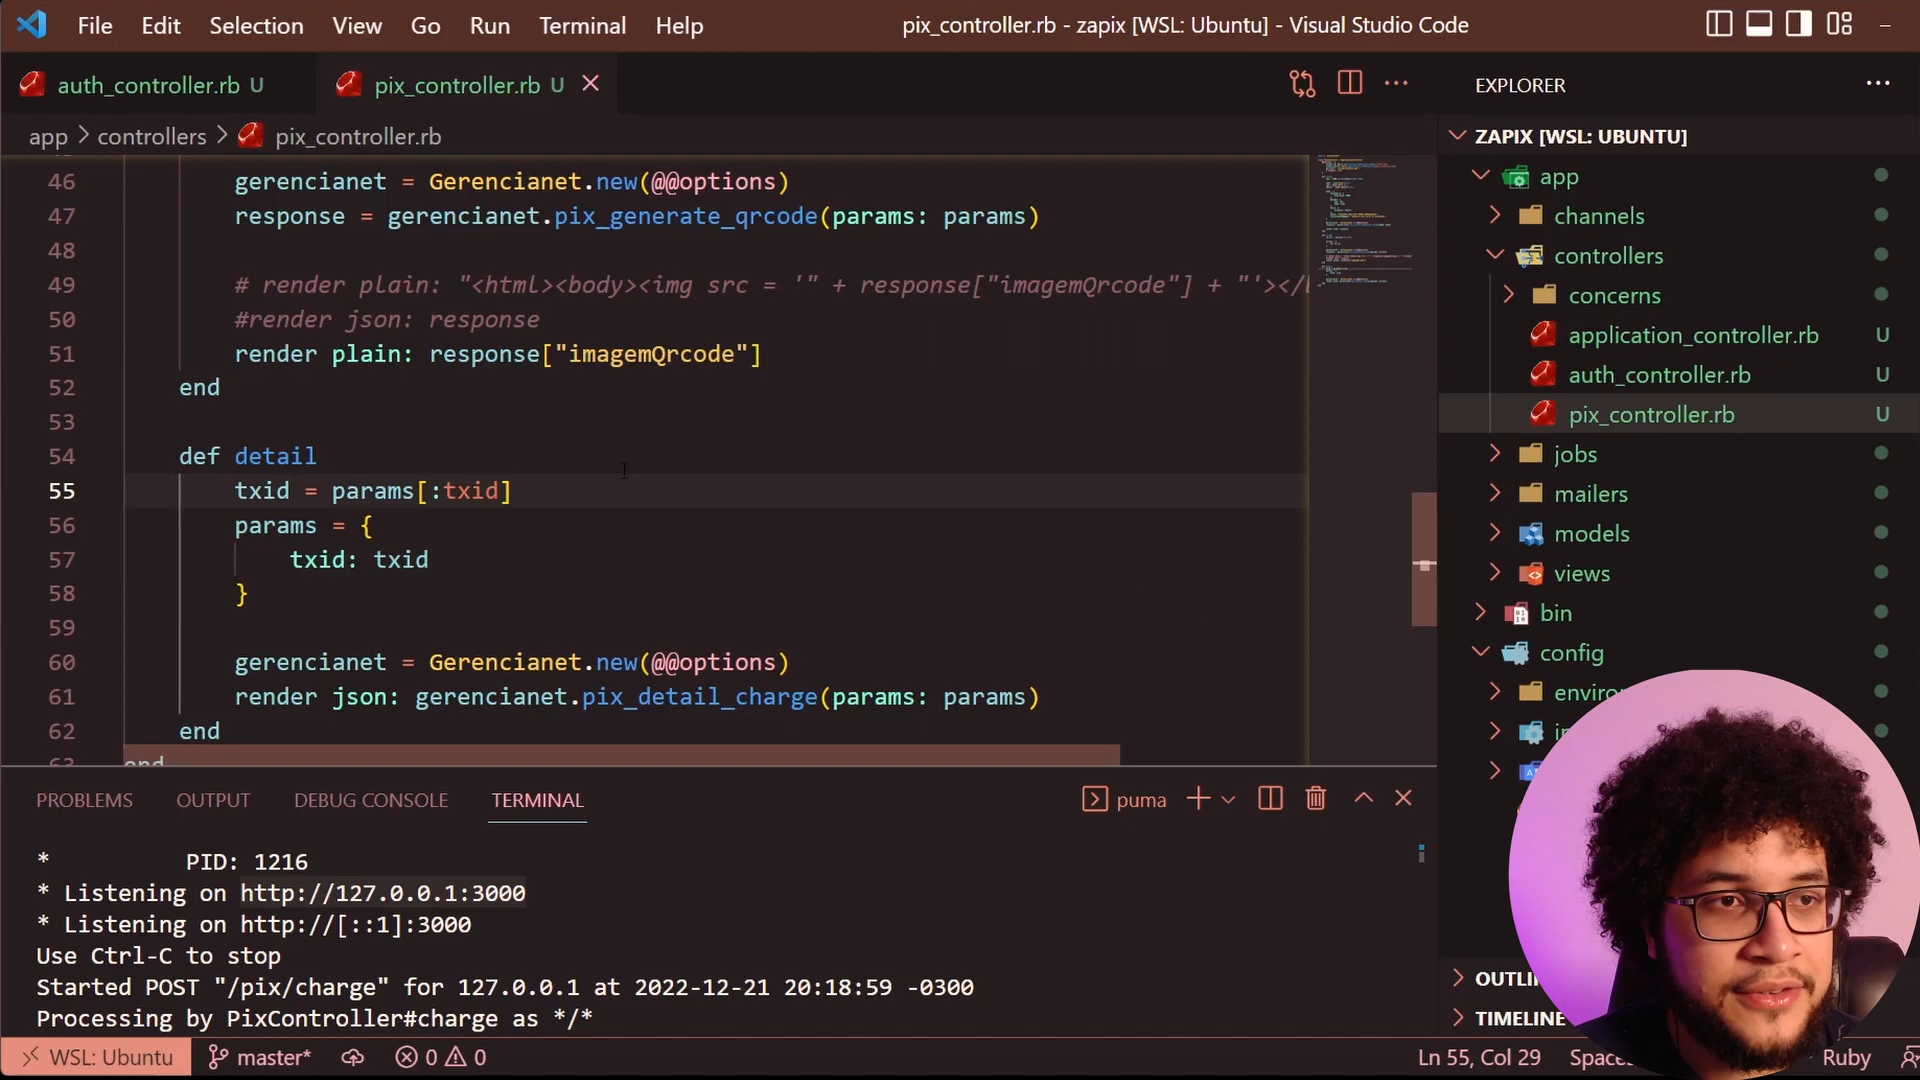 File Edit Selection View Go Run Terminal Help
pix_controller.rb - zapix [WSL: Ubuntu] - Visual Studio Code
auth_controller.rb U
pix_controller.rb U
app > controllers > pix_controller.rb
46 gerencianet = Gerencianet.new(@@options)
47 response = gerencianet.pix_generate_qrcode(params: params)
48
49 # render plain: "<html><body><img src = '" + response["imagemQrcode"] + "'></
50 #render json: response
51 render plain: response["imagemQrcode"]
52 end
53
54 def detail
55 txid = params[:txid]
56 params = {
57 txid: txid
58 }
59
60 gerencianet = Gerencianet.new(@@options)
61 render json: gerencianet.pix_detail_charge(params: params)
62 end
63 end
PROBLEMS OUTPUT DEBUG CONSOLE TERMINAL
puma
* PID: 1216
* Listening on http://127.0.0.1:3000
* Listening on http://[::1]:3000
Use Ctrl-C to stop
Started POST "/pix/charge" for 127.0.0.1 at 2022-12-21 20:18:59 -0300
Processing by PixController#charge as */*
EXPLORER
ZAPIX [WSL: UBUNTU]
app
channels
controllers
concerns
application_controller.rb U
auth_controller.rb U
pix_controller.rb U
jobs
mailers
models
views
bin
config
TIMELINE
WSL: Ubuntu master* 0 0
Ln 55, Col 29
Ruby